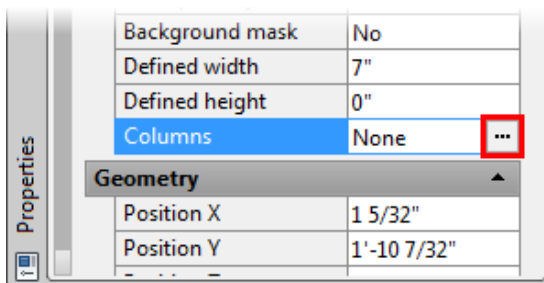 Background mask No
Defined width 7"
Defined height 0"
Columns None ...
Geometry
Position X 1 5/32"
Position Y 1'-10 7/32"
Properties